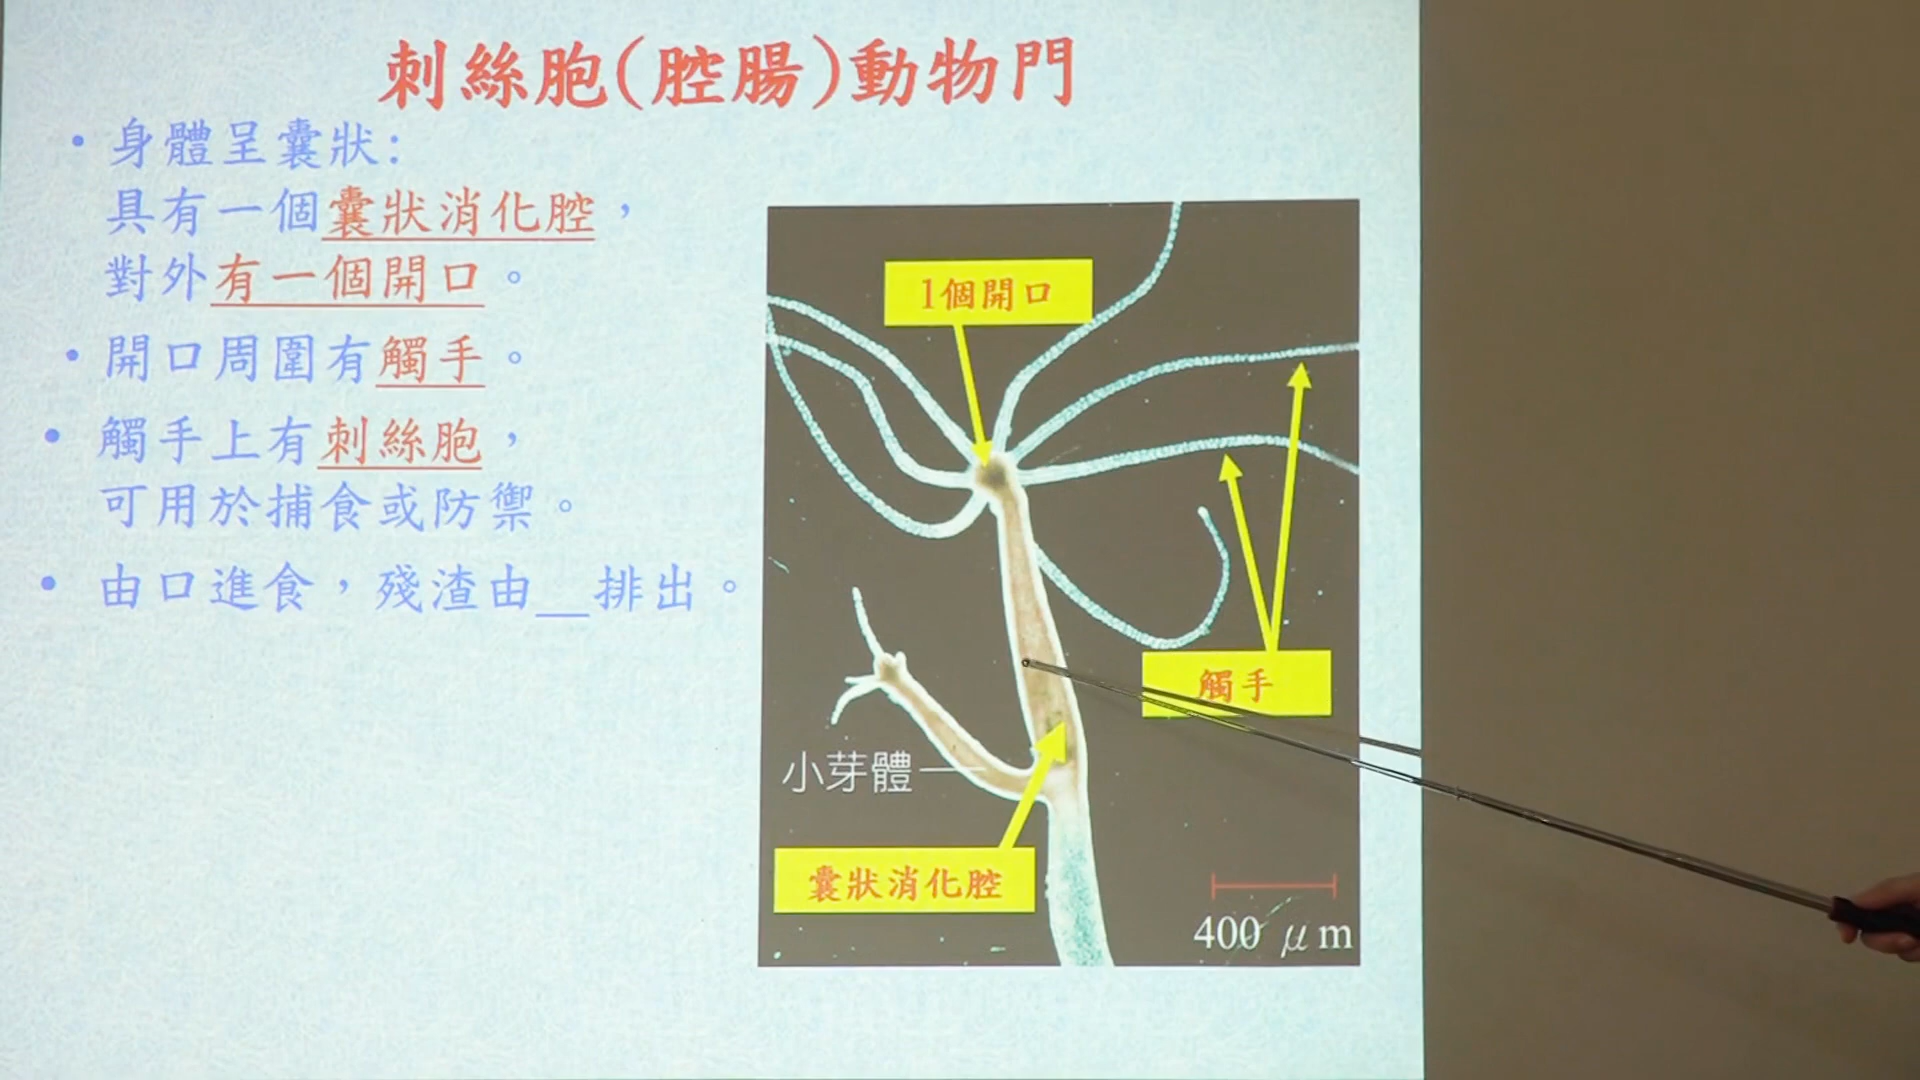 刺絲胞(腔腸)動物門
• 身體呈囊狀:
具有一個囊狀消化腔，
對外有一個開口。
• 開口周圍有觸手。
• 觸手上有刺絲胞，
可用於捕食或防禦。
• 由口進食，殘渣由__排出。
1個開口
觸手
小芽體
囊狀消化腔
400 μm